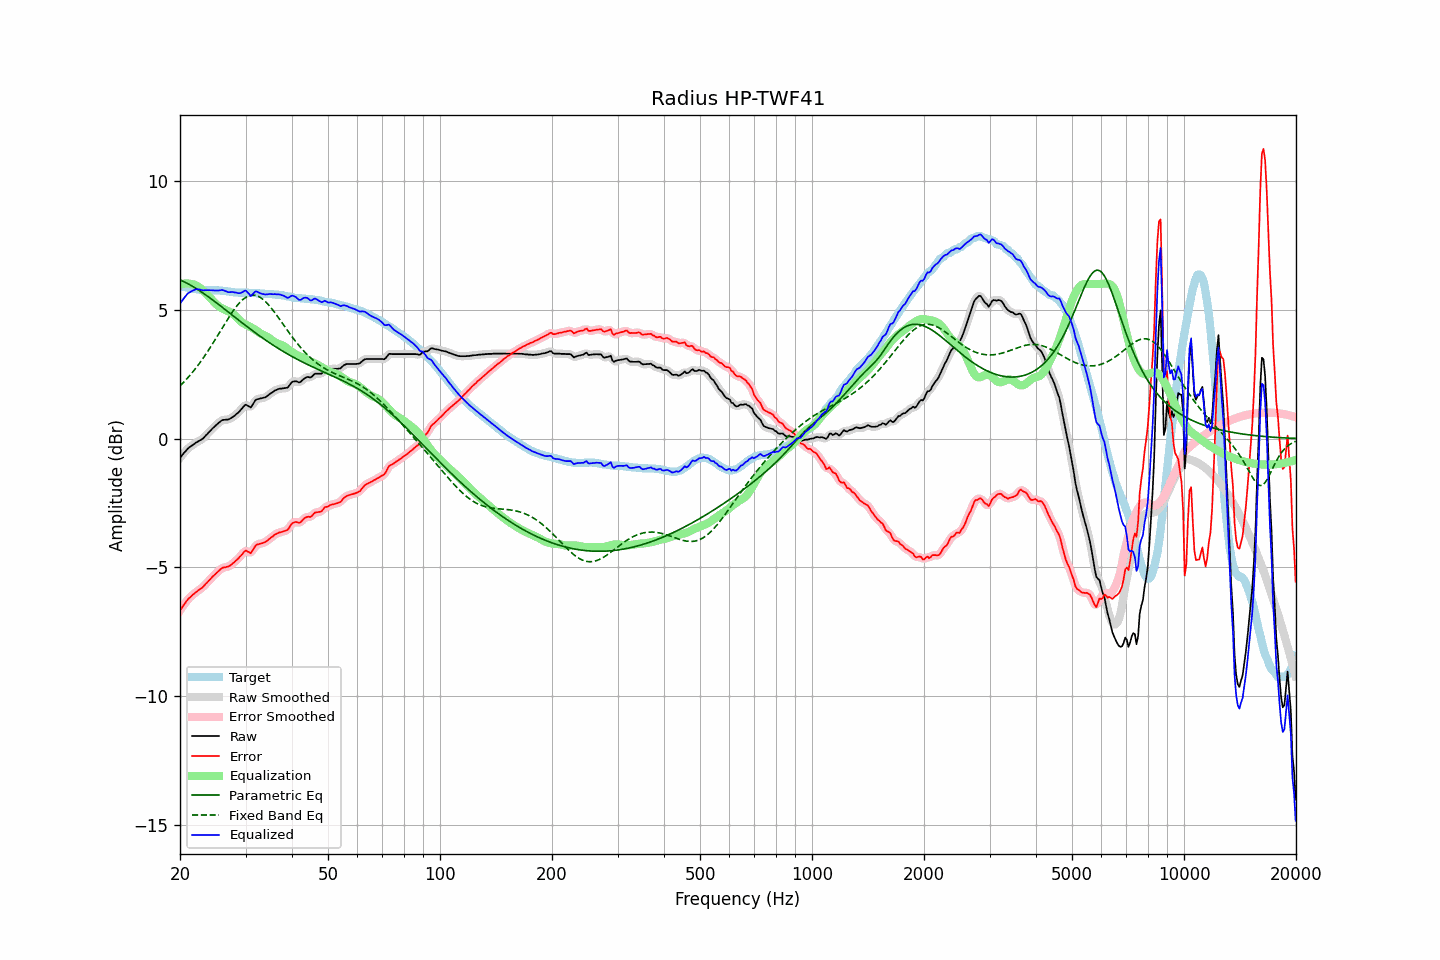 Radius HP-TWF41
Amplitude (dBr)
10
5
0
−5
−10
−15
Target
Raw Smoothed
Error Smoothed
Raw
Error
Equalization
Parametric Eq
Fixed Band Eq
Equalized
20 50 100 200 500 1000 2000 5000 10000 20000
Frequency (Hz)